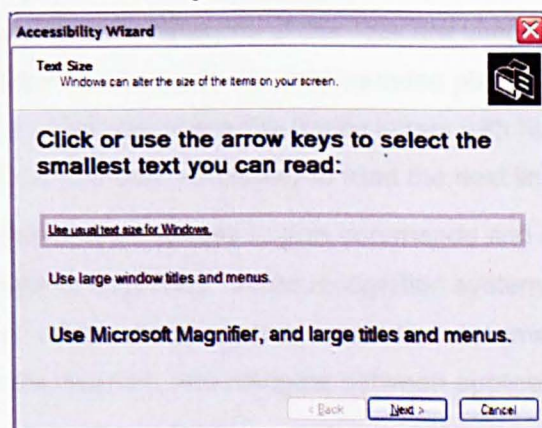 Accessibility Wizard
Text Size
Windows can alter the size of the items on your screen.
Click or use the arrow keys to select the
smallest text you can read:
Use usual text size for Windows.
Use large window titles and menus.
Use Microsoft Magnifier, and large titles and menus.
< Back Next > Cancel